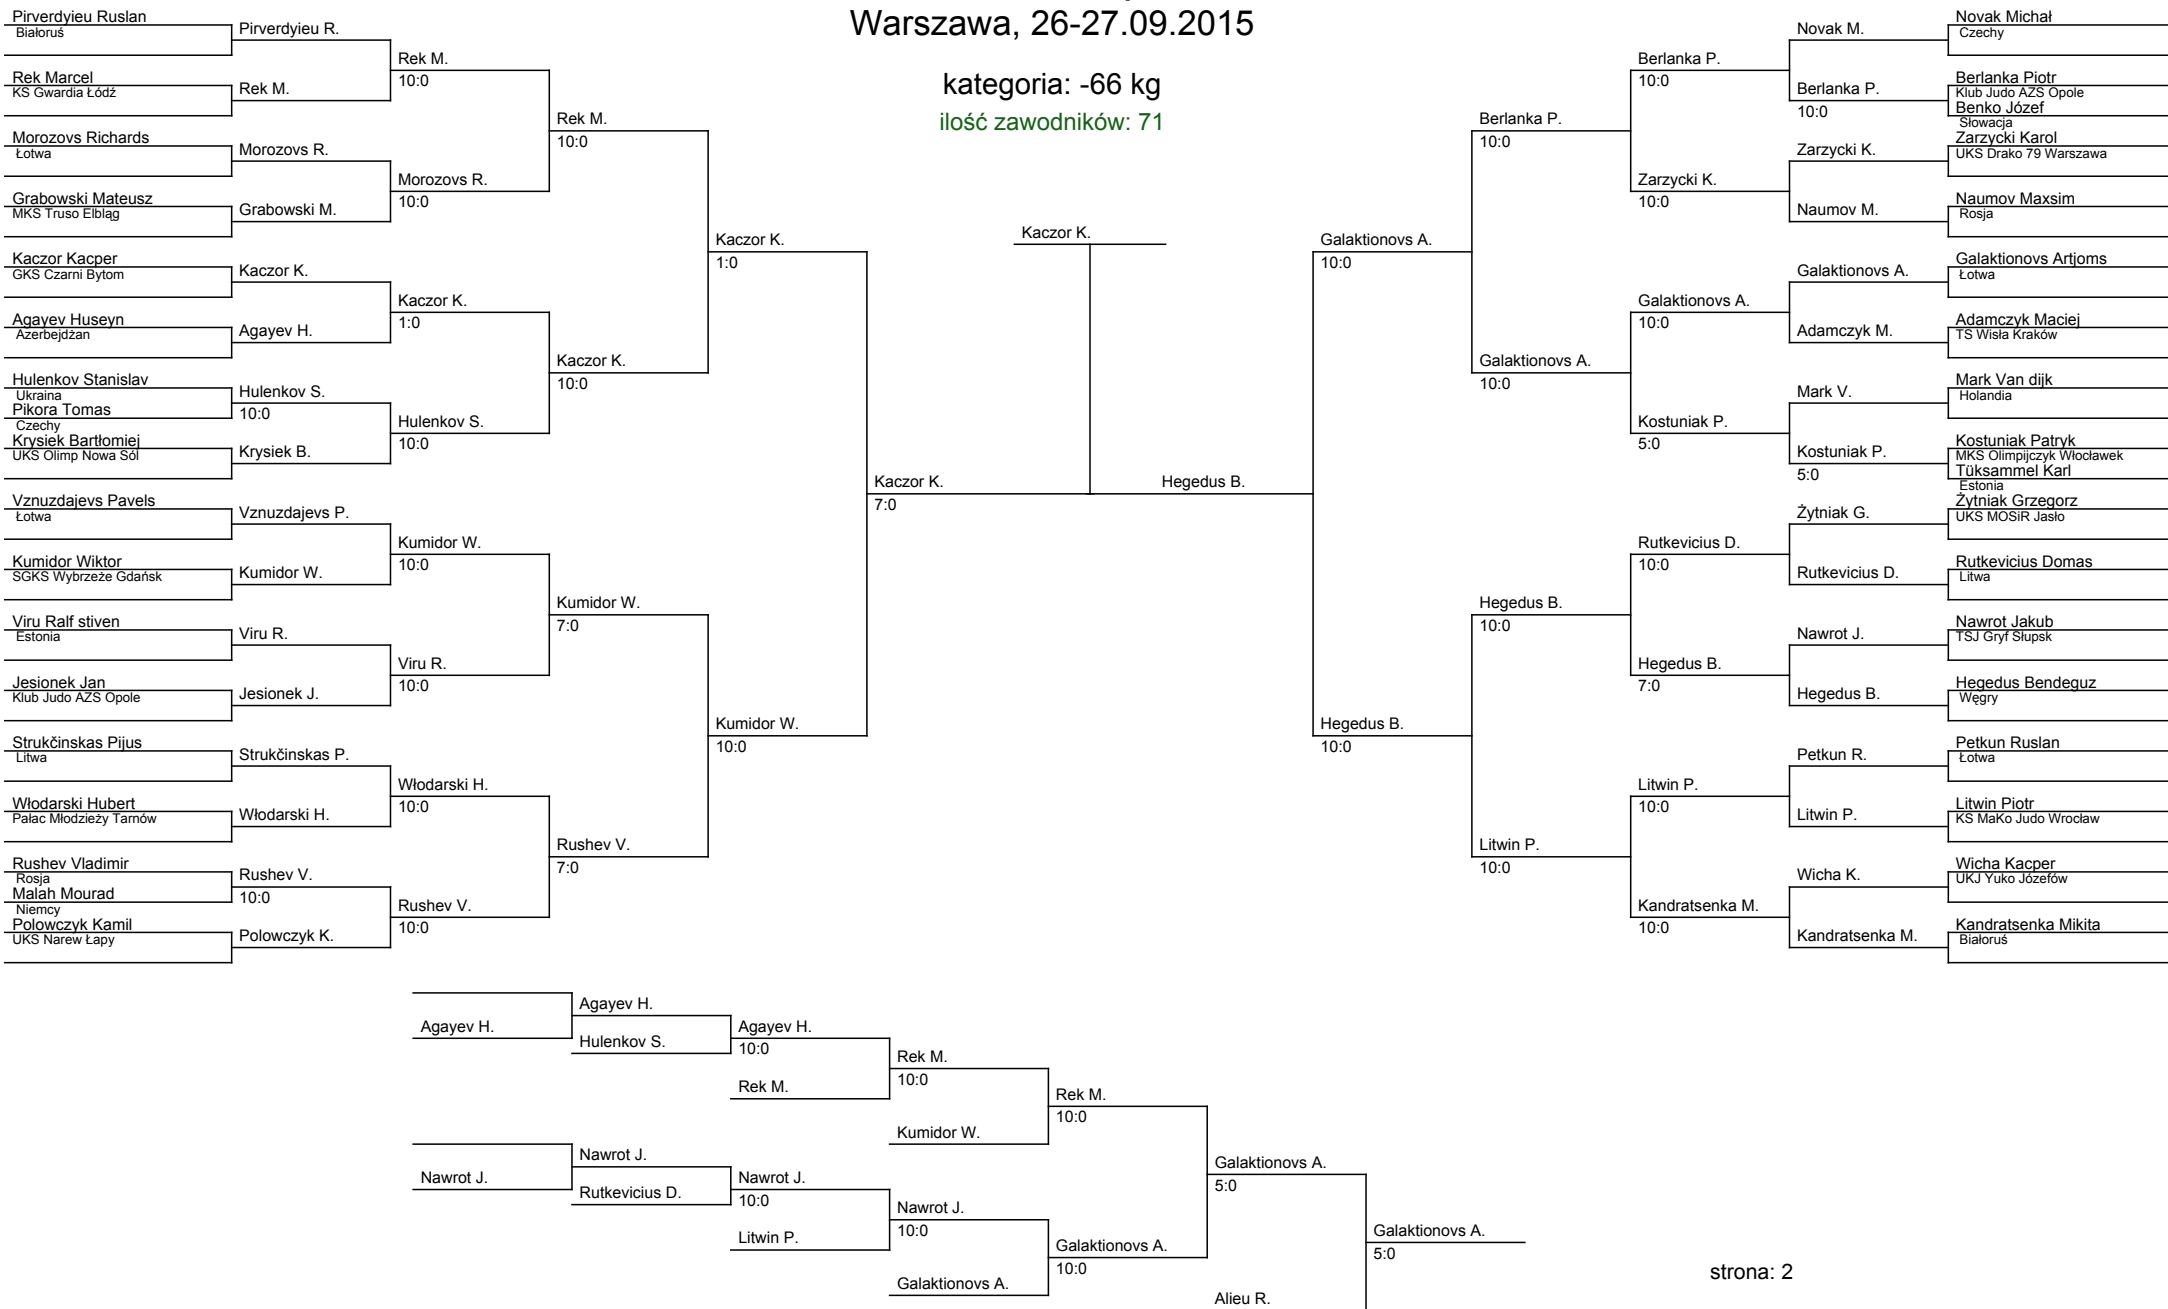 Warszawa, 26-27.09.2015
kategoria: -66 kg
ilość zawodników: 71
Pirverdyieu Ruslan
Białoruś
Rek Marcel
KS Gwardia Łódź
Morozovs Richards
Łotwa
Grabowski Mateusz
MKS Truso Elbląg
Kaczor Kacper
GKS Czarni Bytom
Agayev Huseyn
Azerbejdżan
Hulenkov Stanislav
Ukraina
Pikora Tomas
Czechy
Krysiek Bartłomiej
UKS Olimp Nowa Sól
Vznuzdajevs Pavels
Łotwa
Kumidor Wiktor
SGKS Wybrzeże Gdańsk
Viru Ralf stiven
Estonia
Jesionek Jan
Klub Judo AZS Opole
Strukčinskas Pijus
Litwa
Włodarski Hubert
Pałac Młodzieży Tarnów
Rushev Vladimir
Rosja
Malah Mourad
Niemcy
Polowczyk Kamil
UKS Narew Łapy
Pirverdyieu R.
Rek M.
Morozovs R.
Grabowski M.
Kaczor K.
Agayev H.
Hulenkov S.
10:0
Krysiek B.
Vznuzdajevs P.
Kumidor W.
Viru R.
Jesionek J.
Strukčinskas P.
Włodarski H.
Rushev V.
10:0
Polowczyk K.
Rek M.
10:0
Morozovs R.
10:0
Kaczor K.
1:0
Hulenkov S.
10:0
Kumidor W.
10:0
Viru R.
10:0
Włodarski H.
10:0
Rushev V.
10:0
Rek M.
10:0
Kaczor K.
10:0
Kumidor W.
7:0
Rushev V.
7:0
Kaczor K.
1:0
Kumidor W.
10:0
Kaczor K.
7:0
Kaczor K.
Hegedus B.
Galaktionovs A.
10:0
Hegedus B.
10:0
Berlanka P.
10:0
Galaktionovs A.
10:0
Hegedus B.
10:0
Litwin P.
10:0
Berlanka P.
10:0
Zarzycki K.
10:0
Galaktionovs A.
10:0
Kostuniak P.
5:0
Rutkevicius D.
10:0
Hegedus B.
7:0
Litwin P.
10:0
Kandratsenka M.
10:0
Novak M.
Berlanka P.
10:0
Zarzycki K.
Naumov M.
Galaktionovs A.
Adamczyk M.
Mark V.
Kostuniak P.
5:0
Żytniak G.
Rutkevicius D.
Nawrot J.
Hegedus B.
Petkun R.
Litwin P.
Wicha K.
Kandratsenka M.
Novak Michał
Czechy
Berlanka Piotr
Klub Judo AZS Opole
Benko Józef
Słowacja
Zarzycki Karol
UKS Drako 79 Warszawa
Naumov Maxsim
Rosja
Galaktionovs Artjoms
Łotwa
Adamczyk Maciej
TS Wisła Kraków
Mark Van dijk
Holandia
Kostuniak Patryk
MKS Olimpijczyk Włocławek
Tüksammel Karl
Estonia
Żytniak Grzegorz
UKS MOSiR Jasło
Rutkevicius Domas
Litwa
Nawrot Jakub
TSJ Gryf Słupsk
Hegedus Bendeguz
Węgry
Petkun Ruslan
Łotwa
Litwin Piotr
KS MaKo Judo Wrocław
Wicha Kacper
UKJ Yuko Józefów
Kandratsenka Mikita
Białoruś
Agayev H.
Agayev H.
Hulenkov S.
Agayev H.
10:0
Rek M.
Rek M.
10:0
Kumidor W.
Rek M.
10:0
Nawrot J.
Nawrot J.
Rutkevicius D.
Nawrot J.
10:0
Litwin P.
Nawrot J.
10:0
Galaktionovs A.
Galaktionovs A.
10:0
Galaktionovs A.
5:0
Alieu R.
Galaktionovs A.
5:0
strona: 2